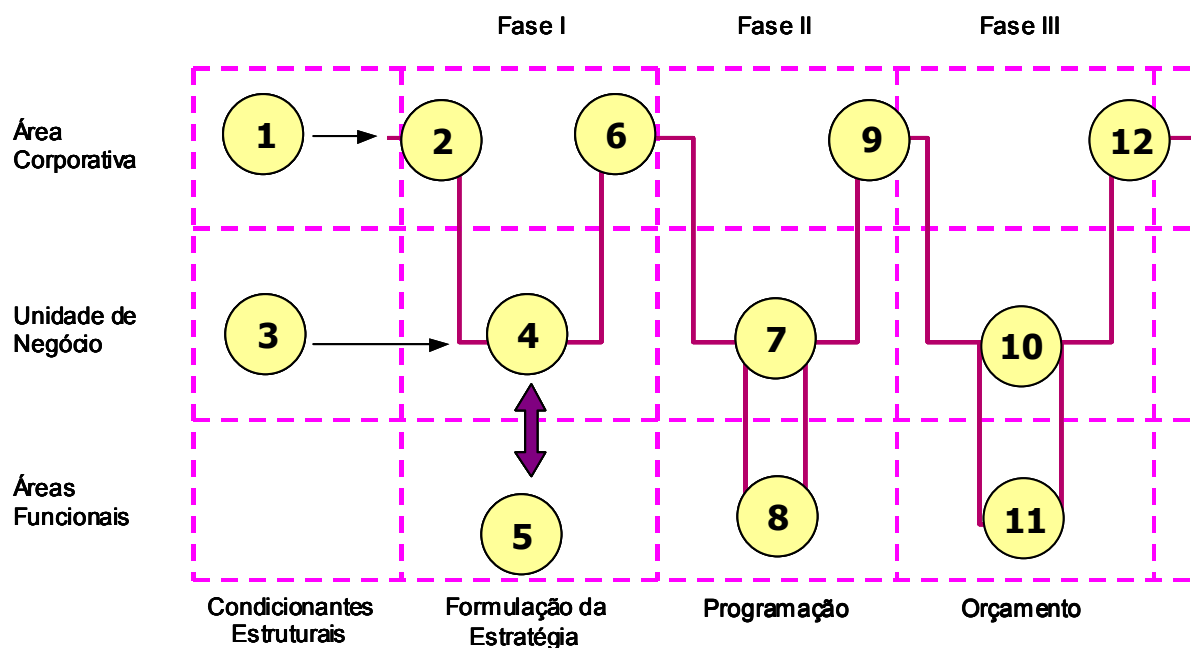 Fase I
Fase II
Fase III
Área
Corporativa
1
2
6
9
12
Unidade de
Negócio
3
4
7
10
Áreas
Funcionais
5
8
11
Condicionantes
Estruturais
Formulação da
Estratégia
Programação
Orçamento